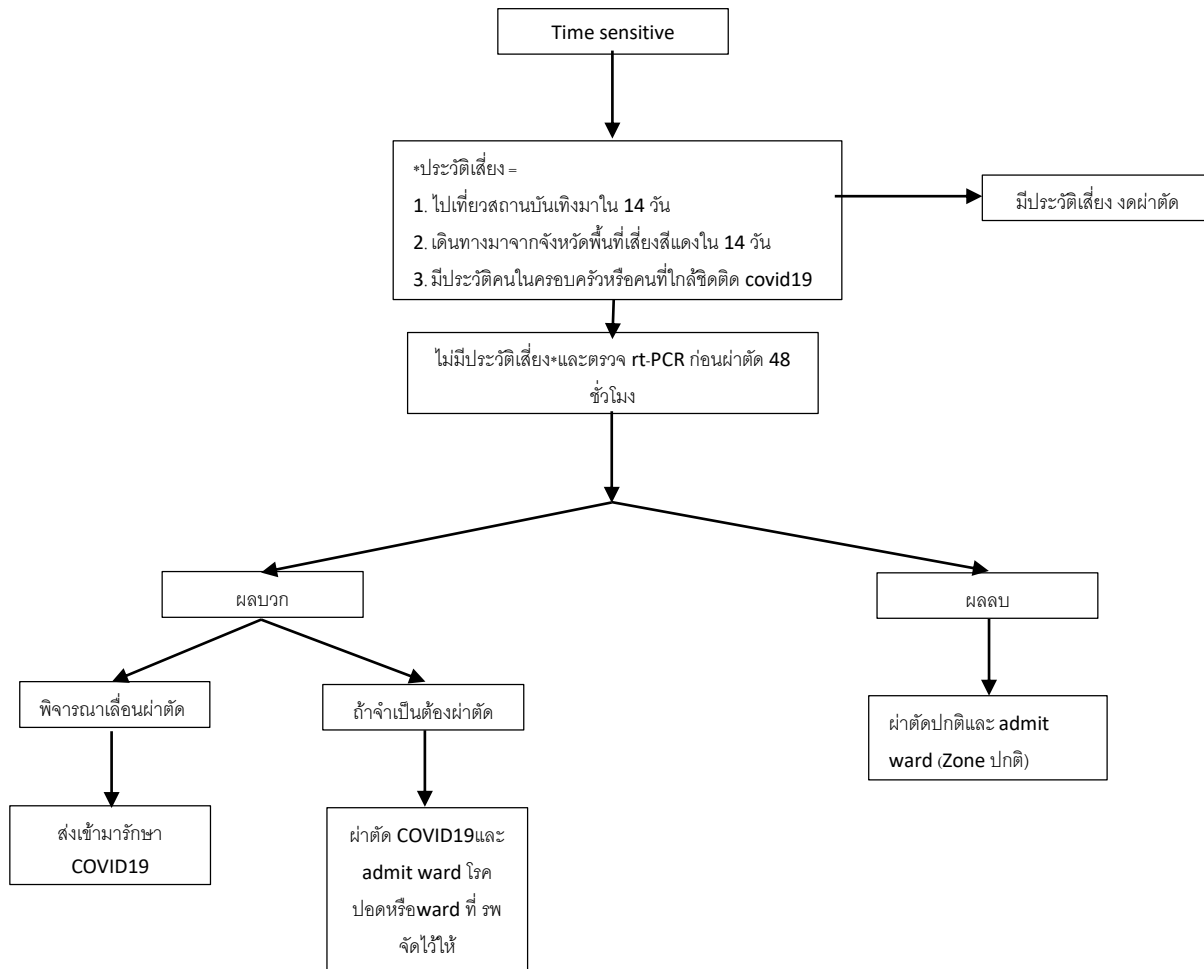 Time sensitive
*ประวัติเสี่ยง =
1. ไปเที่ยวสถานบันเทิงมาใน 14 วัน
2. เดินทางมาจากจังหวัดพื้นที่เสี่ยงสีแดงใน 14 วัน
3. มีประวัติคนในครอบครัวหรือคนที่ใกล้ชิดติด covid19
มีประวัติเสี่ยง งดผ่าตัด
ไม่มีประวัติเสี่ยง*และตรวจ rt-PCR ก่อนผ่าตัด 48
ชั่วโมง
ผลบวก
ผลลบ
พิจารณาเลื่อนผ่าตัด
ถ้าจำเป็นต้องผ่าตัด
ผ่าตัดปกติและ admit
ward (Zone ปกติ)
ส่งเข้ามารักษา
COVID19
ผ่าตัด COVID19และ
admit ward โรค
ปอดหรือward ที่ รพ
จัดไว้ให้